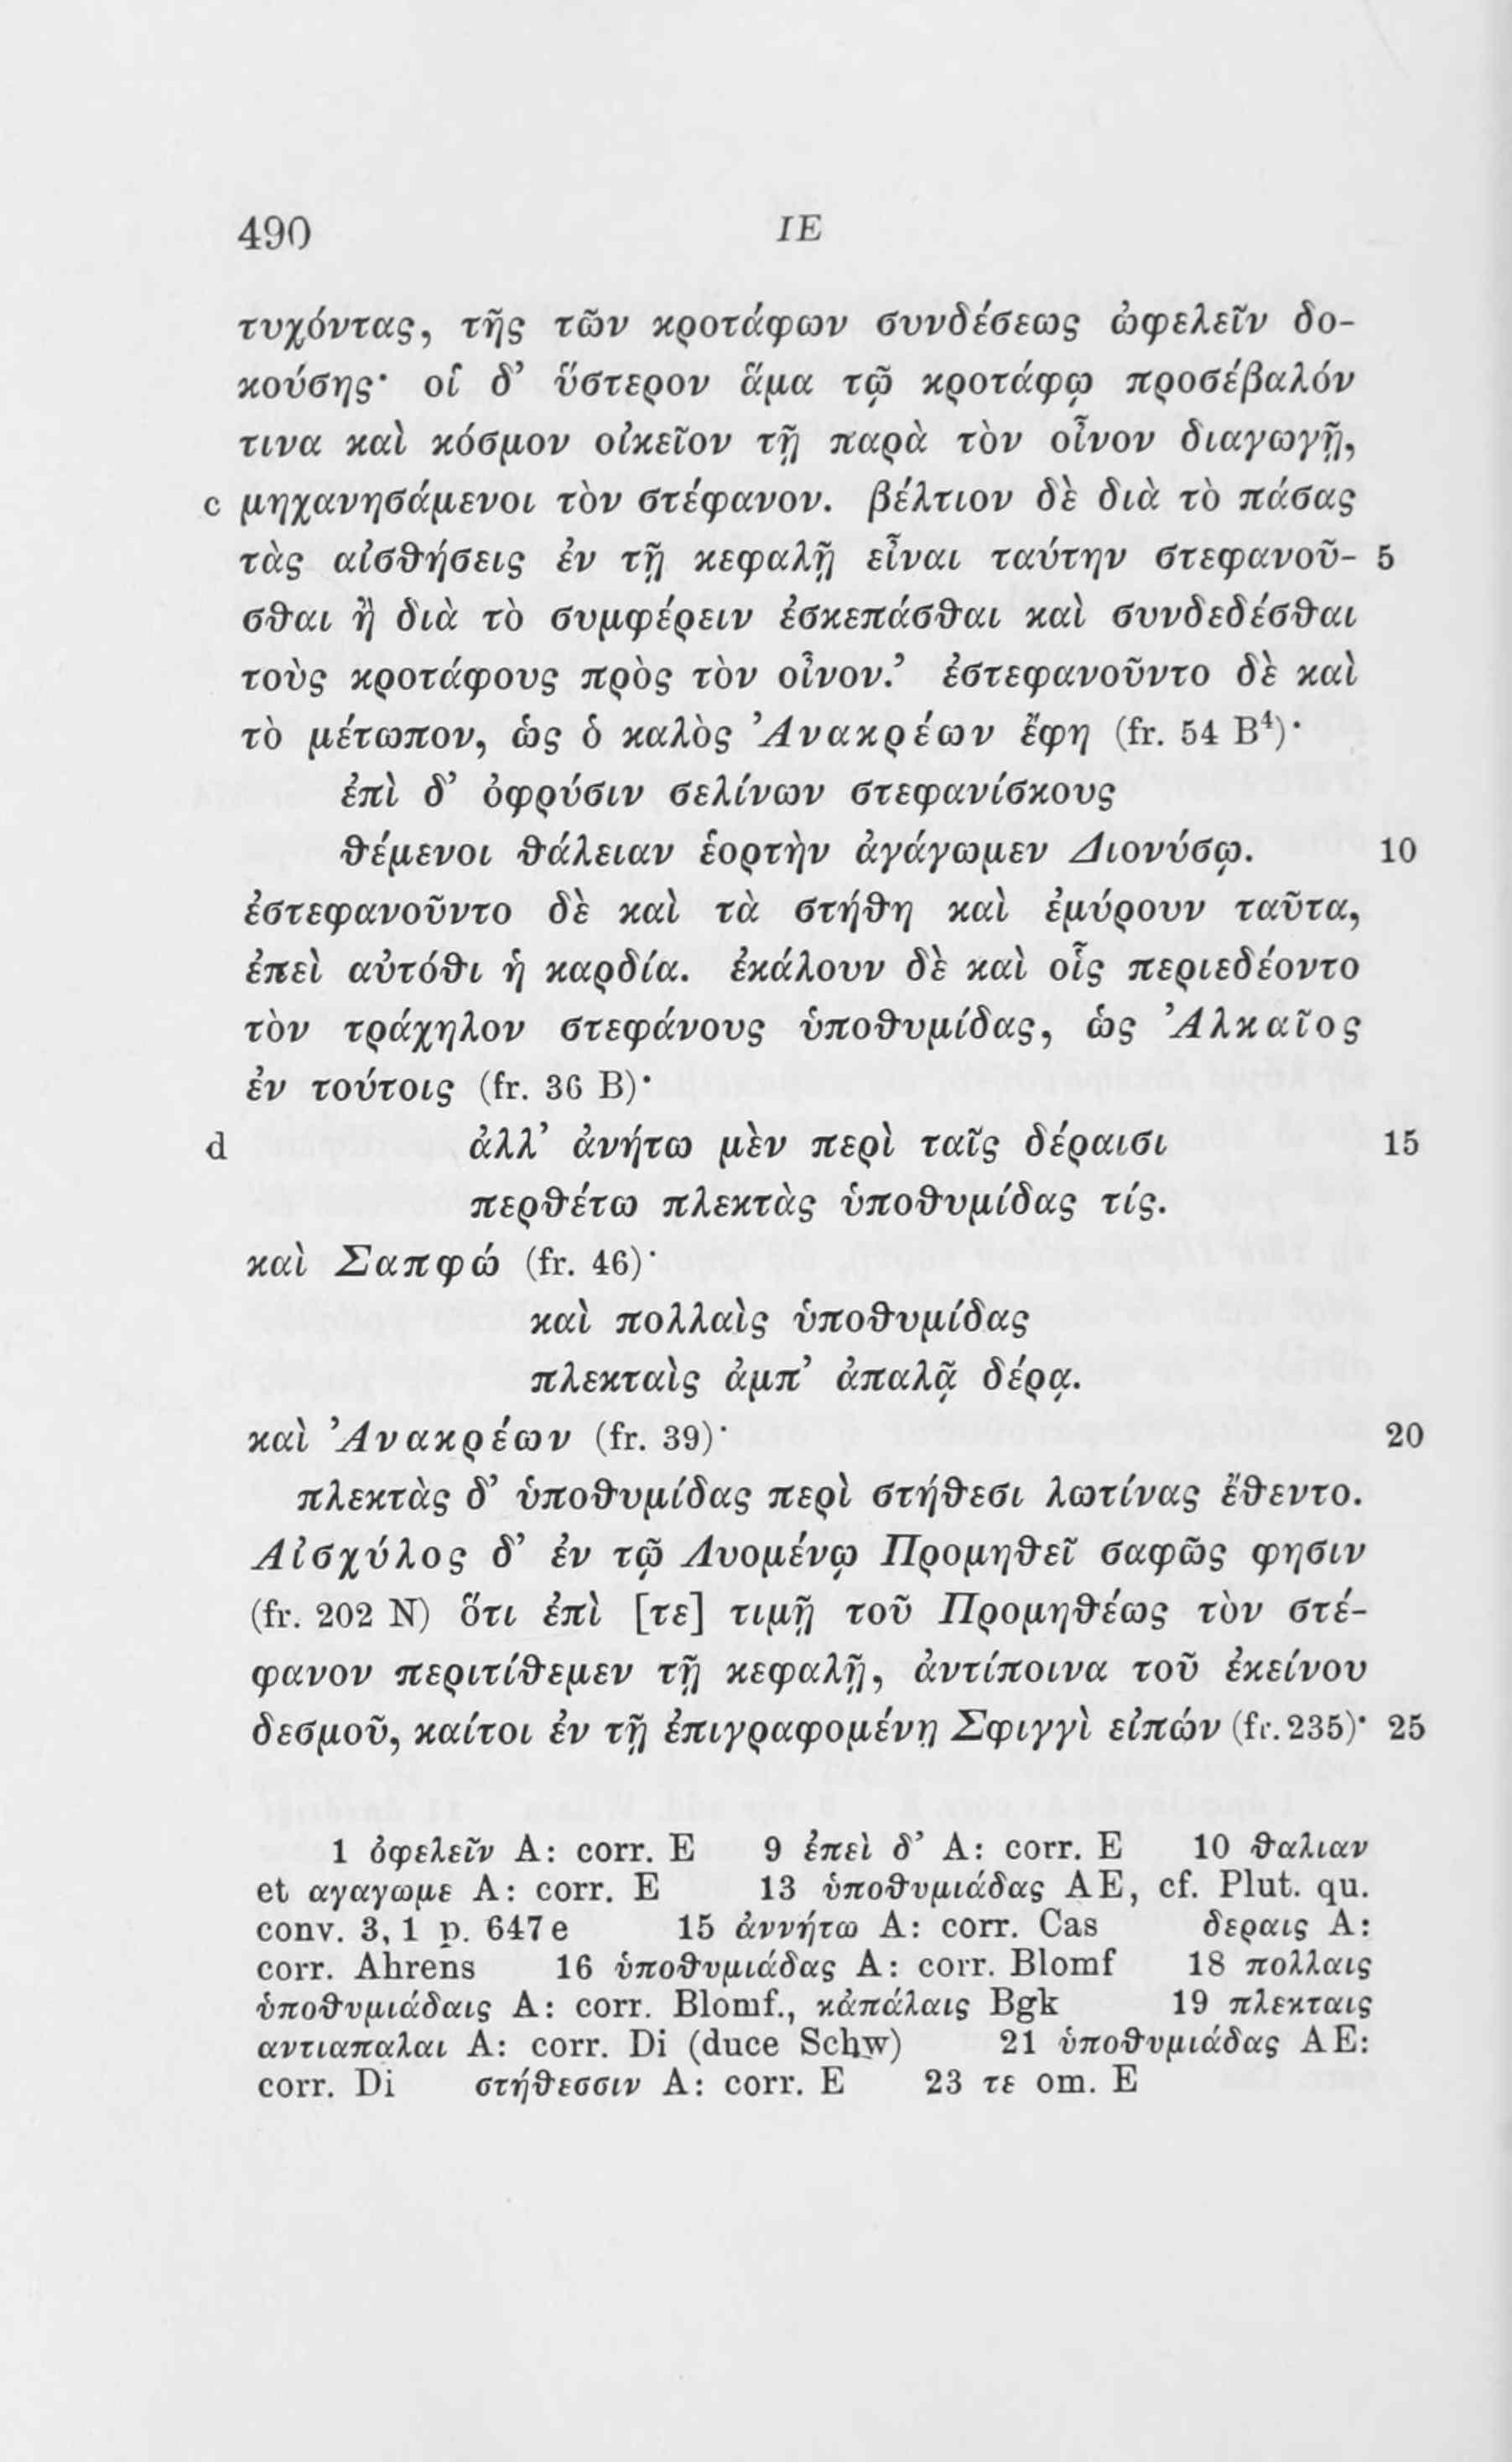 490 ΙΕ
τυχόντας, τῆς τῶν κροτάφων συνδέσεως ὠφελεῖν δο-
κούσης· οἱ δ’ ὕστερον ἅμα τῷ κροτάφῳ προσέβαλόν
τινα καὶ κόσμον οἰκεῖον τῇ παρὰ τὸν οἶνον διαγωγῇ,
c μηχανησάμενοι τὸν στέφανον. βέλτιον δὲ διὰ τὸ πάσας
τὰς αἰσθήσεις ἐν τῇ κεφαλῇ εἶναι ταύτην στεφανοῦ- 5
σθαι ἢ διὰ τὸ συμφέρειν ἐσκεπάσθαι καὶ συνδεδέσθαι
τοὺς κροτάφους πρὸς τὸν οἶνον.’ ἐστεφανοῦντο δὲ καὶ
τὸ μέτωπον, ὡς ὁ καλὸς Ἀνακρέων ἔφη (fr. 54 B⁴)·
ἐπὶ δ’ ὀφρύσιν σελίνων στεφανίσκους
θέμενοι θάλειαν ἑορτὴν ἀγάγωμεν Διονύσῳ. 10
ἐστεφανοῦντο δὲ καὶ τὰ στήθη καὶ ἐμύρουν ταῦτα,
ἐπεὶ αὐτόθι ἡ καρδία. ἐκάλουν δὲ καὶ οἷς περιεδέοντο
τὸν τράχηλον στεφάνους ὑποθυμίδας, ὡς Ἀλκαῖος
ἐν τούτοις (fr. 36 B)·
d ἀλλ’ ἀνήτω μὲν περὶ ταῖς δέραισι 15
περθέτω πλεκτὰς ὑποθυμίδας τίς.
καὶ Σαπφώ (fr. 46)·
καὶ πολλαὶς ὑποθυμίδας
πλεκταὶς ἀμπ’ ἀπαλᾷ δέρᾳ.
καὶ Ἀνακρέων (fr. 39)· 20
πλεκτὰς δ’ ὑποθυμίδας περὶ στήθεσι λωτίνας ἔθεντο.
Αἰσχύλος δ’ ἐν τῷ Λυομένῳ Προμηθεῖ σαφῶς φησιν
(fr. 202 N) ὅτι ἐπὶ [τε] τιμῇ τοῦ Προμηθέως τὸν στέ-
φανον περιτίθεμεν τῇ κεφαλῇ, ἀντίποινα τοῦ ἐκείνου
δεσμοῦ, καίτοι ἐν τῇ ἐπιγραφομένῃ Σφιγγὶ εἰπών (fr. 235)· 25
1 ὀφελεῖν A: corr. E 9 ἐπεὶ δ’ A: corr. E 10 θαλιαν
et αγαγωμε A: corr. E 13 ὑποθυμιάδας AE, cf. Plut. qu.
conv. 3, 1 p. 647 e 15 ἀννήτω A: corr. Cas δεραις A:
corr. Ahrens 16 ὑποθυμιάδας A: corr. Blomf 18 πολλαις
ὑποθυμιάδαις A: corr. Blomf., κἀπάλαις Bgk 19 πλεκταις
αντιαπαλαι A: corr. Di (duce Schw) 21 ὑποθυμιάδας AE:
corr. Di στήθεσσιν A: corr. E 23 τε om. E